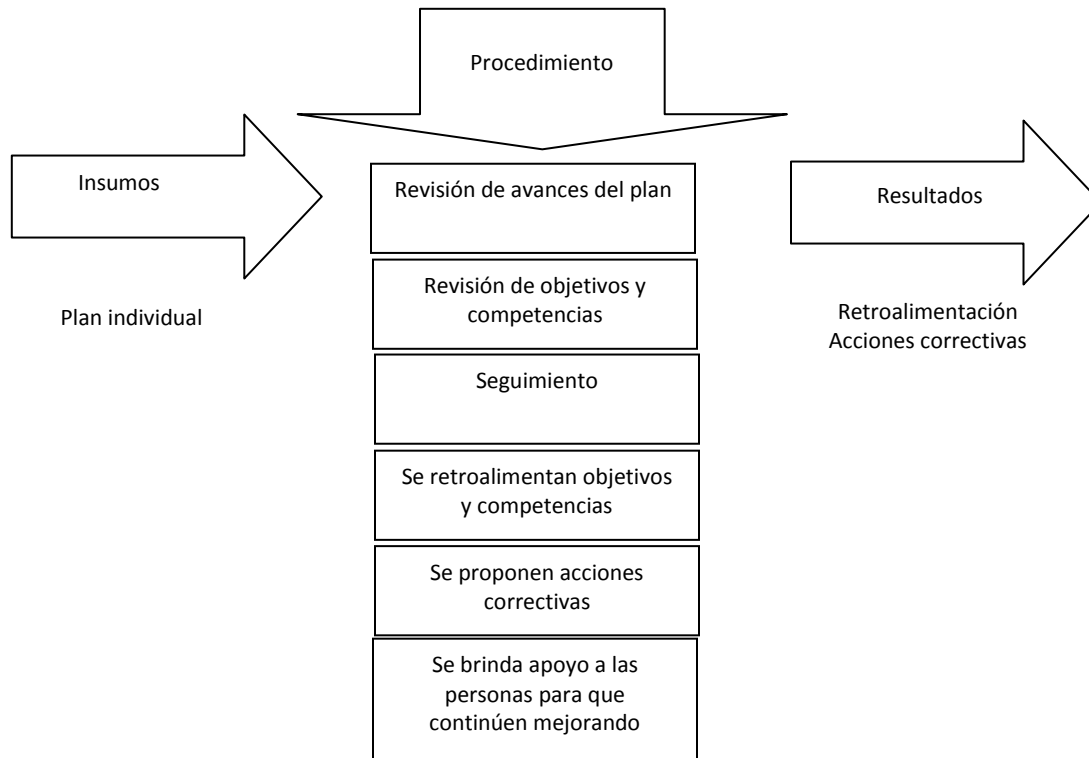 Procedimiento
Insumos
Plan individual
Revisión de avances del plan
Revisión de objetivos y
competencias
Seguimiento
Se retroalimentan objetivos
y competencias
Se proponen acciones
correctivas
Se brinda apoyo a las
personas para que
continúen mejorando
Resultados
Retroalimentación
Acciones correctivas